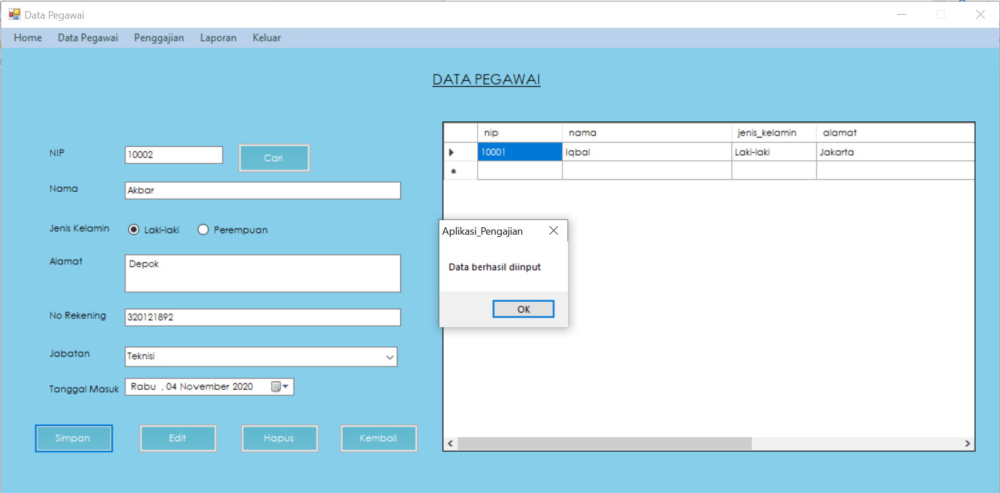 Data Pegawai
Home Data Pegawai Penggajian Laporan Keluar
DATA PEGAWAI
NIP 10002 Cari
Nama Akbar
Jenis Kelamin Laki-laki Perempuan
Alamat Depok
No Rekening 320121892
Jabatan Teknisi
Tanggal Masuk Rabu , 04 November 2020
Simpan Edit Hapus Kembali
nip nama jenis_kelamin alamat
10001 Iqbal Laki-laki Jakarta
Aplikasi_Pengajian
Data berhasil diinput
OK